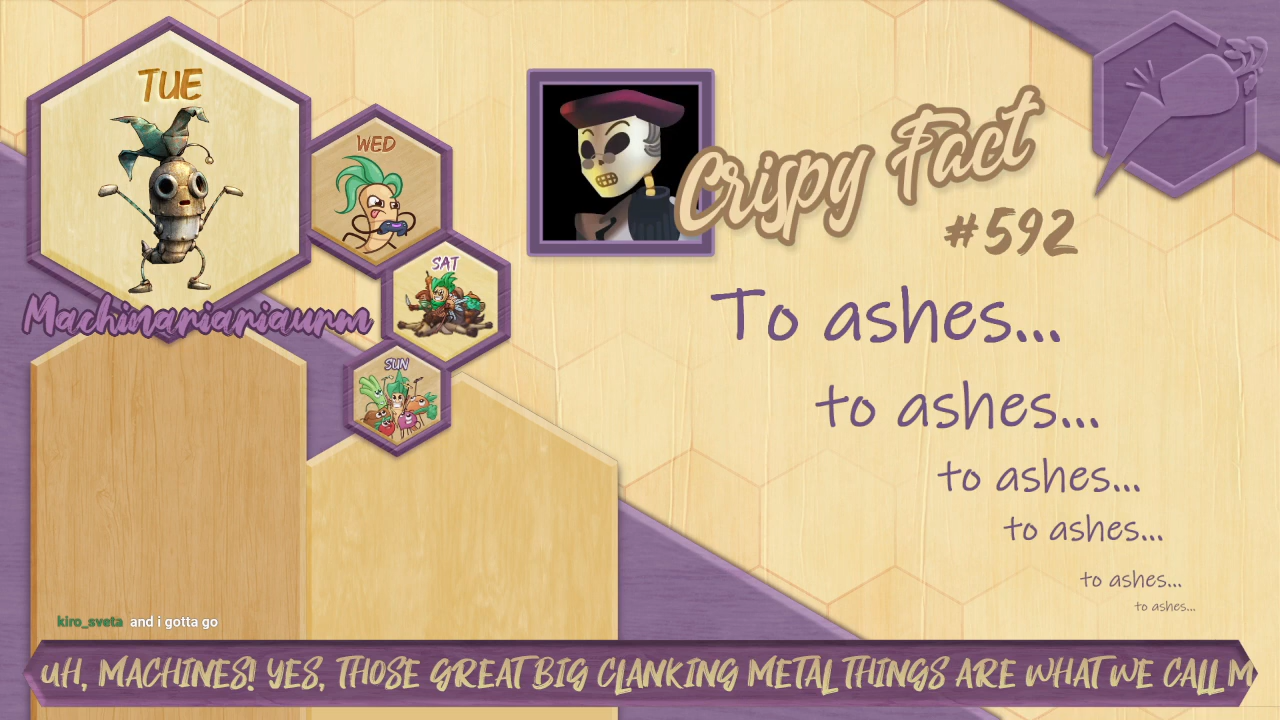 TUE
WED
SAT
SUN
Machinariariaurm
Crispy Fact
#592
To ashes...
to ashes...
to ashes...
to ashes...
to ashes...
to ashes...
kiro_sveta and i gotta go
UH, MACHINES! YES, THOSE GREAT BIG CLANKING METAL THINGS ARE WHAT WE CALL M